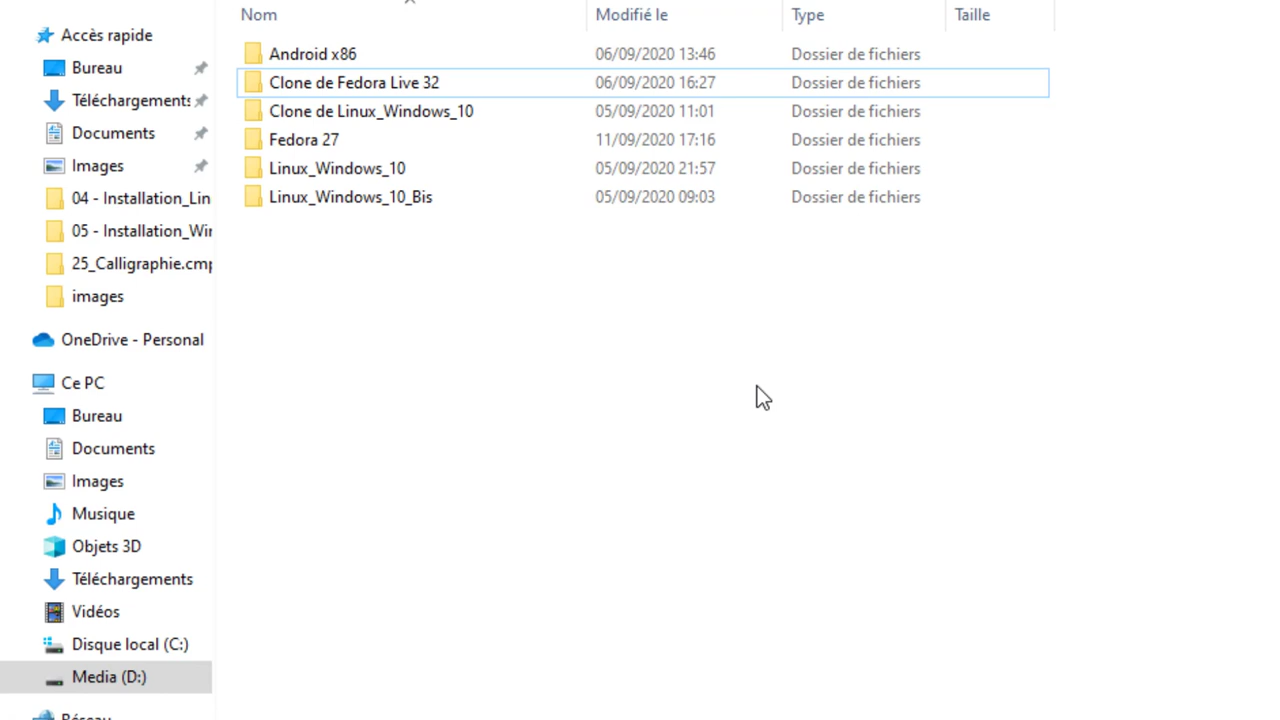 Nom Modifié le Type Taille
Accès rapide
Bureau
Téléchargements
Documents
Images
04 - Installation_Lin
05 - Installation_Wir
25_Calligraphie.cmp
images
OneDrive - Personal
Ce PC
Bureau
Documents
Images
Musique
Objets 3D
Téléchargements
Vidéos
Disque local (C:)
Media (D:)
Réseau
Android x86 06/09/2020 13:46 Dossier de fichiers
Clone de Fedora Live 32 06/09/2020 16:27 Dossier de fichiers
Clone de Linux_Windows_10 05/09/2020 11:01 Dossier de fichiers
Fedora 27 11/09/2020 17:16 Dossier de fichiers
Linux_Windows_10 05/09/2020 21:57 Dossier de fichiers
Linux_Windows_10_Bis 05/09/2020 09:03 Dossier de fichiers